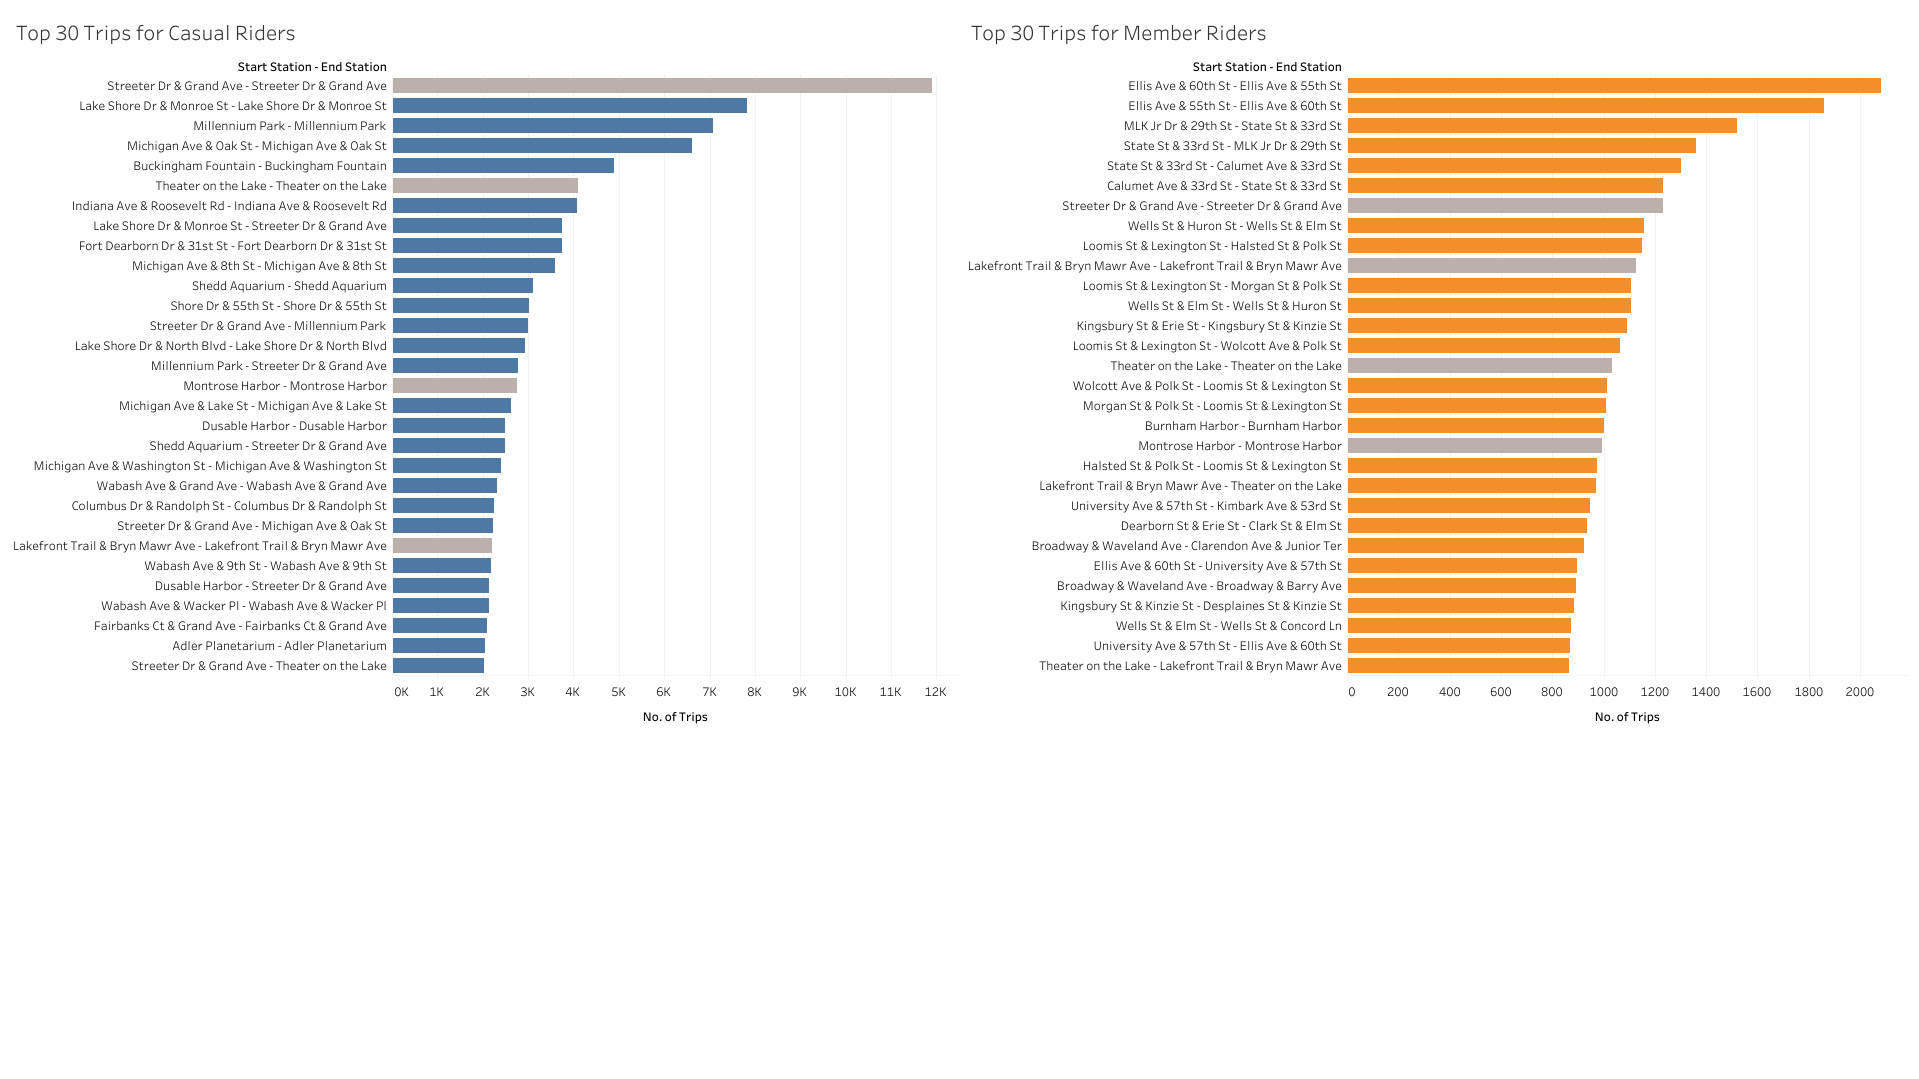 Top 30 Trips for Casual Riders
Start Station - End Station
Streeter Dr & Grand Ave - Streeter Dr & Grand Ave
Lake Shore Dr & Monroe St - Lake Shore Dr & Monroe St
Millennium Park - Millennium Park
Michigan Ave & Oak St - Michigan Ave & Oak St
Buckingham Fountain - Buckingham Fountain
Theater on the Lake - Theater on the Lake
Indiana Ave & Roosevelt Rd - Indiana Ave & Roosevelt Rd
Lake Shore Dr & Monroe St - Streeter Dr & Grand Ave
Fort Dearborn Dr & 31st St - Fort Dearborn Dr & 31st St
Michigan Ave & 8th St - Michigan Ave & 8th St
Shedd Aquarium - Shedd Aquarium
Shore Dr & 55th St - Shore Dr & 55th St
Streeter Dr & Grand Ave - Millennium Park
Lake Shore Dr & North Blvd - Lake Shore Dr & North Blvd
Millennium Park - Streeter Dr & Grand Ave
Montrose Harbor - Montrose Harbor
Michigan Ave & Lake St - Michigan Ave & Lake St
Dusable Harbor - Dusable Harbor
Shedd Aquarium - Streeter Dr & Grand Ave
Michigan Ave & Washington St - Michigan Ave & Washington St
Wabash Ave & Grand Ave - Wabash Ave & Grand Ave
Columbus Dr & Randolph St - Columbus Dr & Randolph St
Streeter Dr & Grand Ave - Michigan Ave & Oak St
Lakefront Trail & Bryn Mawr Ave - Lakefront Trail & Bryn Mawr Ave
Wabash Ave & 9th St - Wabash Ave & 9th St
Dusable Harbor - Streeter Dr & Grand Ave
Wabash Ave & Wacker Pl - Wabash Ave & Wacker Pl
Fairbanks Ct & Grand Ave - Fairbanks Ct & Grand Ave
Adler Planetarium - Adler Planetarium
Streeter Dr & Grand Ave - Theater on the Lake
0K 1K 2K 3K 4K 5K 6K 7K 8K 9K 10K 11K 12K
No. of Trips
Top 30 Trips for Member Riders
Start Station - End Station
Ellis Ave & 60th St - Ellis Ave & 55th St
Ellis Ave & 55th St - Ellis Ave & 60th St
MLK Jr Dr & 29th St - State St & 33rd St
State St & 33rd St - MLK Jr Dr & 29th St
State St & 33rd St - Calumet Ave & 33rd St
Calumet Ave & 33rd St - State St & 33rd St
Streeter Dr & Grand Ave - Streeter Dr & Grand Ave
Wells St & Huron St - Wells St & Elm St
Loomis St & Lexington St - Halsted St & Polk St
Lakefront Trail & Bryn Mawr Ave - Lakefront Trail & Bryn Mawr Ave
Loomis St & Lexington St - Morgan St & Polk St
Wells St & Elm St - Wells St & Huron St
Kingsbury St & Erie St - Kingsbury St & Kinzie St
Loomis St & Lexington St - Wolcott Ave & Polk St
Theater on the Lake - Theater on the Lake
Wolcott Ave & Polk St - Loomis St & Lexington St
Morgan St & Polk St - Loomis St & Lexington St
Burnham Harbor - Burnham Harbor
Montrose Harbor - Montrose Harbor
Halsted St & Polk St - Loomis St & Lexington St
Lakefront Trail & Bryn Mawr Ave - Theater on the Lake
University Ave & 57th St - Kimbark Ave & 53rd St
Dearborn St & Erie St - Clark St & Elm St
Broadway & Waveland Ave - Clarendon Ave & Junior Ter
Ellis Ave & 60th St - University Ave & 57th St
Broadway & Waveland Ave - Broadway & Barry Ave
Kingsbury St & Kinzie St - Desplaines St & Kinzie St
Wells St & Elm St - Wells St & Concord Ln
University Ave & 57th St - Ellis Ave & 60th St
Theater on the Lake - Lakefront Trail & Bryn Mawr Ave
0 200 400 600 800 1000 1200 1400 1600 1800 2000
No. of Trips